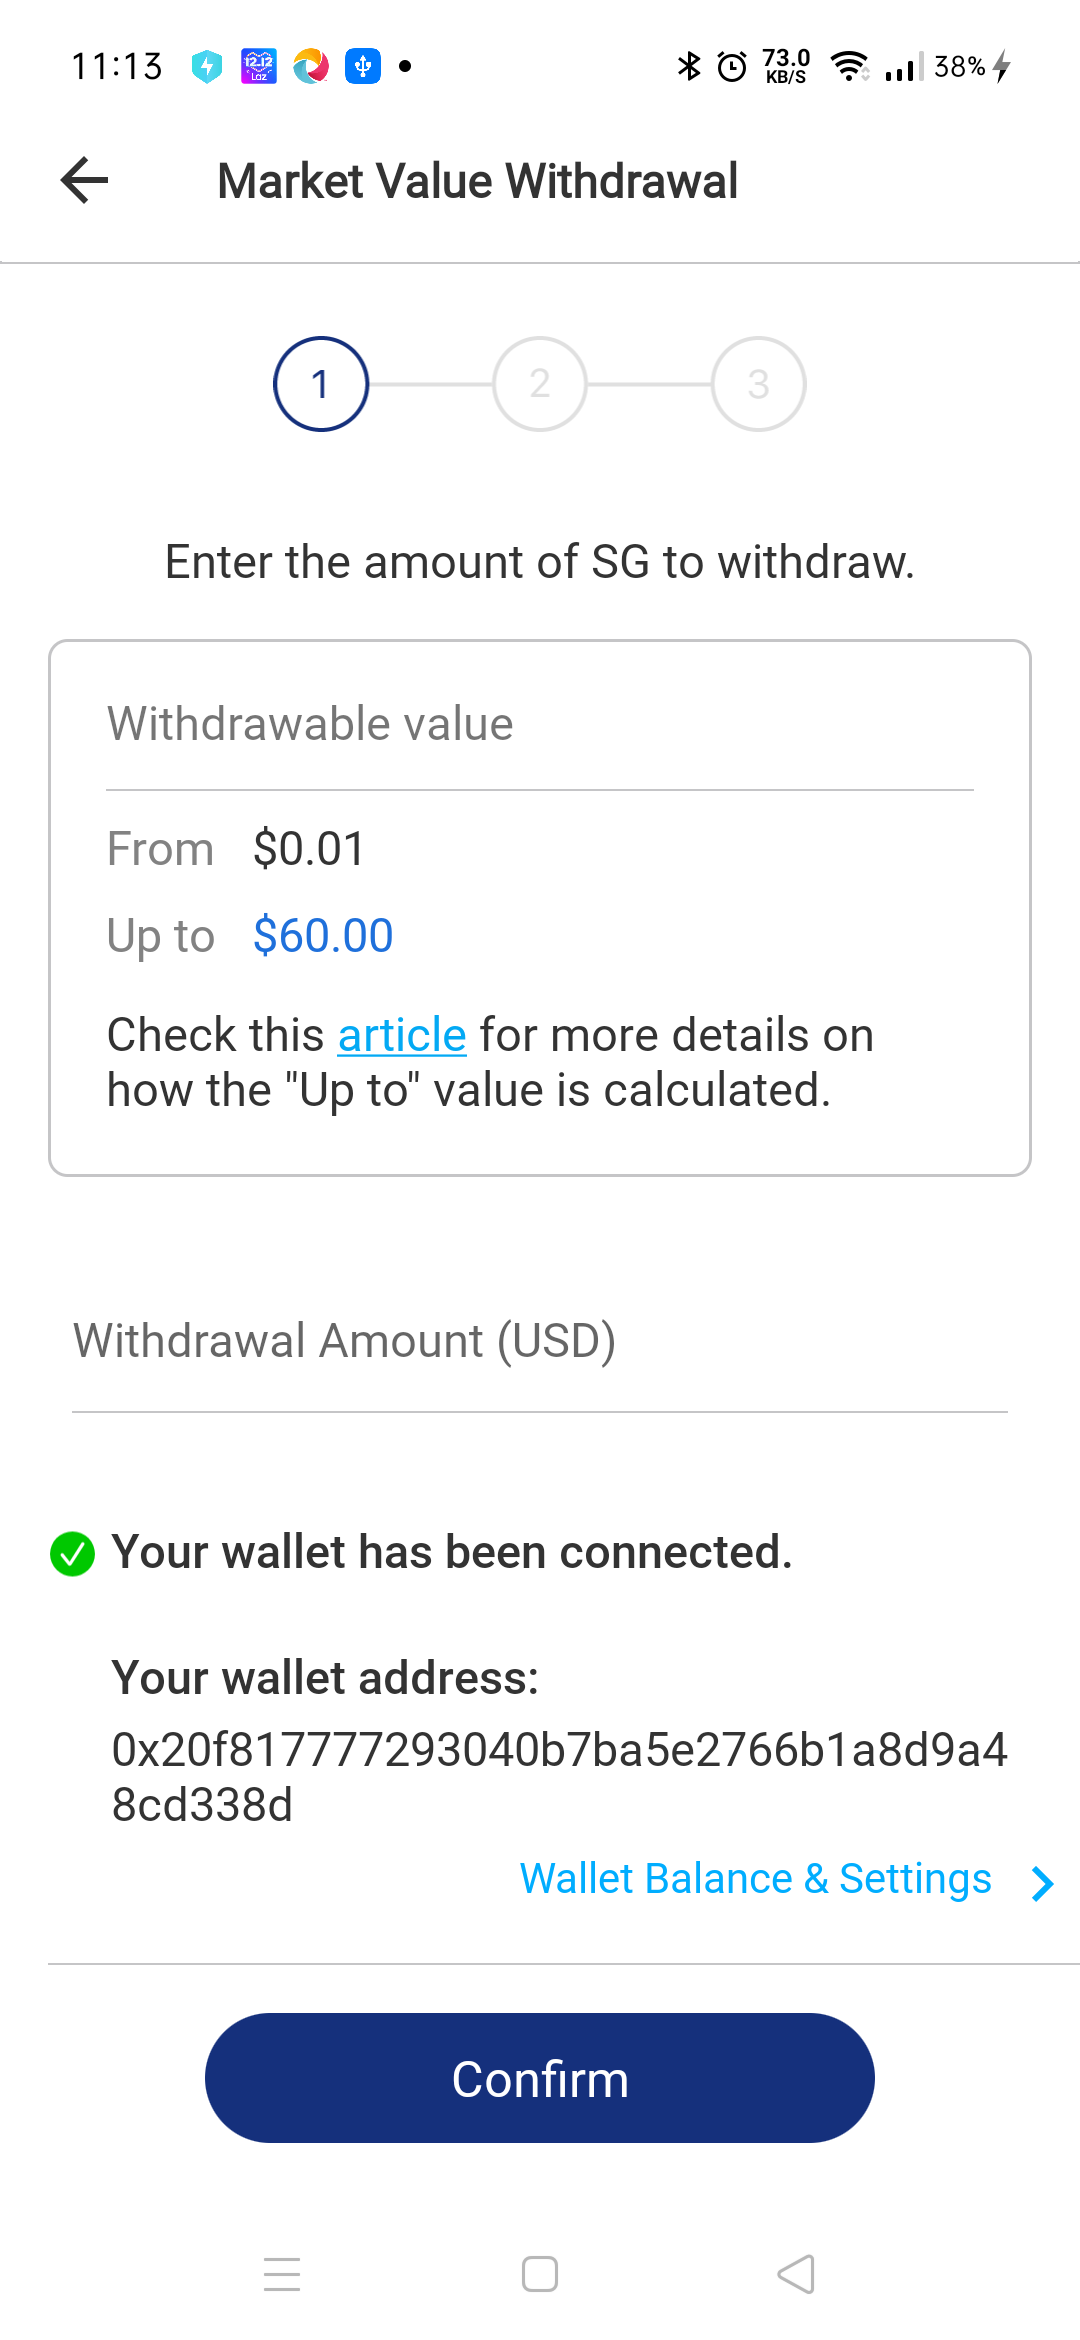 11:13
12.12
Laz
73.0
KB/S
38%
Market Value Withdrawal
1
2
3
Enter the amount of SG to withdraw.
Withdrawable value
From $0.01
Up to $60.00
Check this article for more details on
how the "Up to" value is calculated.
Withdrawal Amount (USD)
Your wallet has been connected.
Your wallet address:
0x20f817777293040b7ba5e2766b1a8d9a4
8cd338d
Wallet Balance & Settings
Confirm